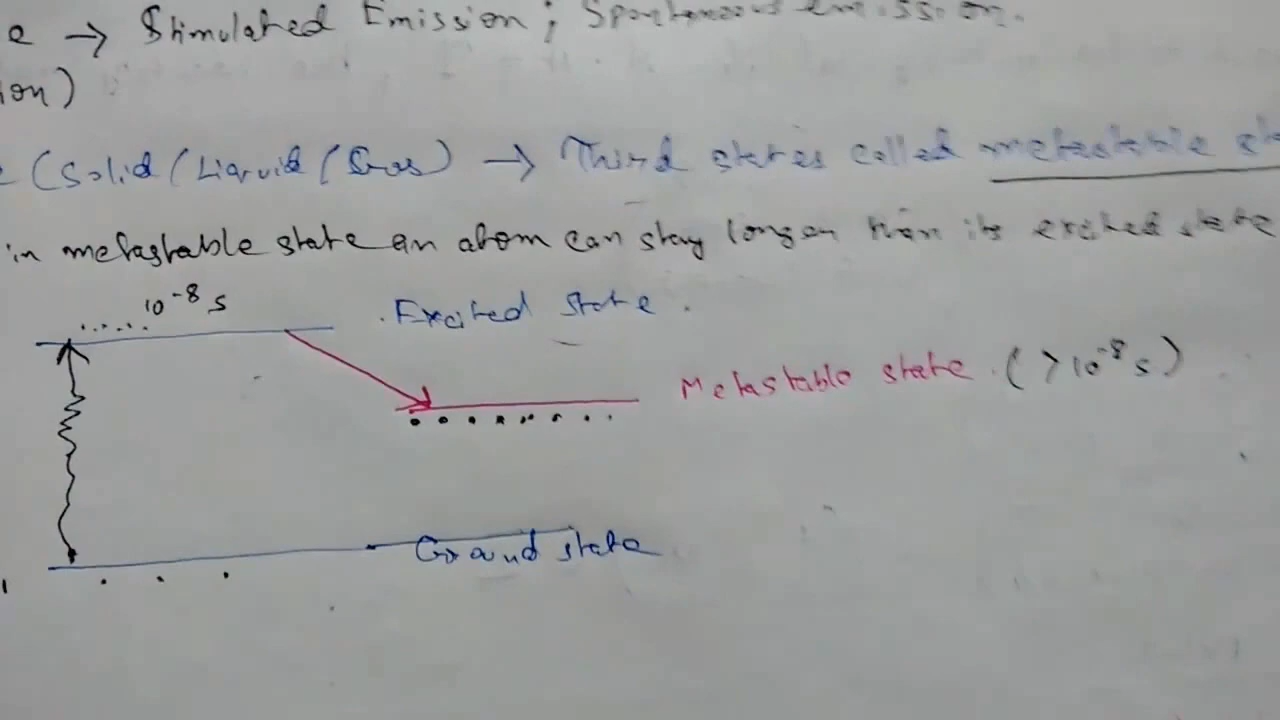 e → Stimulated Emission; Spontaneous emission.
ion)
(Solid/Liquid/Gas) → Third states called metastable st
in metastable state an atom can stay longer than its excited state
10⁻⁸ s
Excited state.
Metastable state (>10⁻⁸ s)
Ground state